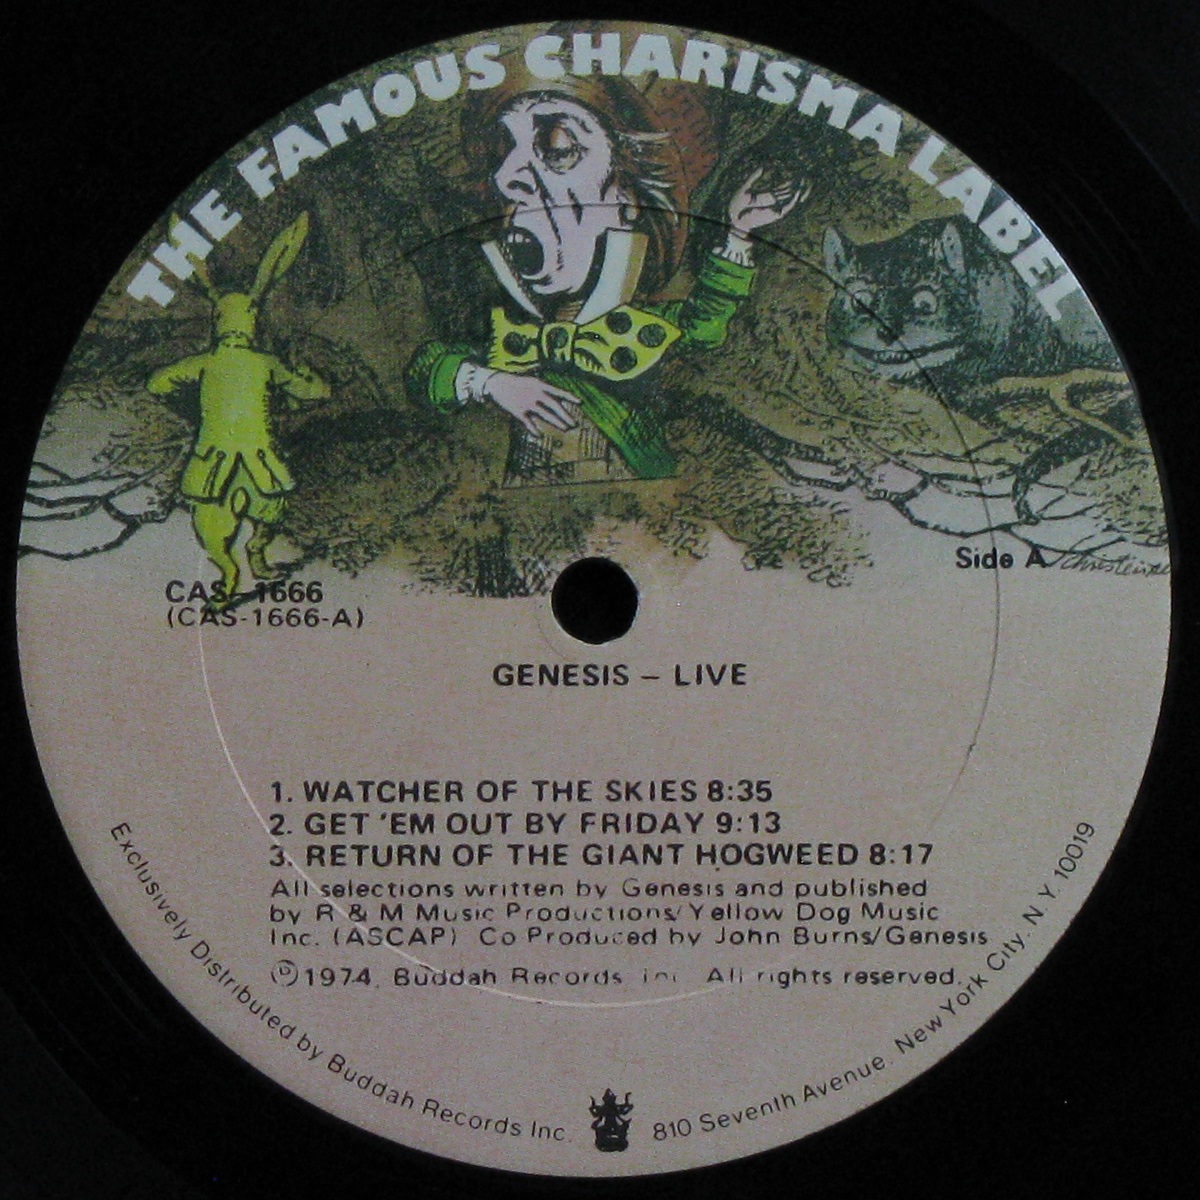 THE FAMOUS CHARISMA LABEL
Side A
CAS-1666
(CAS-1666-A)
GENESIS – LIVE
1. WATCHER OF THE SKIES 8:35
2. GET 'EM OUT BY FRIDAY 9:13
3. RETURN OF THE GIANT HOGWEED 8:17
All selections written by Genesis and published
by R & M Music Productions/Yellow Dog Music
Inc. (ASCAP) Co Produced by John Burns/Genesis
Ⓟ1974, Buddah Records Inc. All rights reserved.
Exclusively Distributed by Buddah Records Inc. 810 Seventh Avenue. New York City. N.Y. 10019